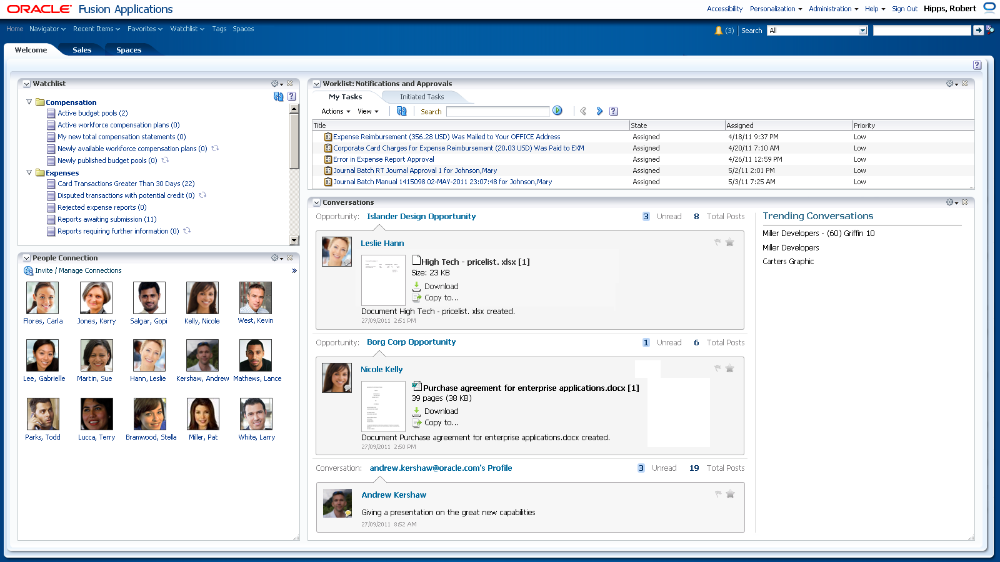 ORACLE Fusion Applications
Accessibility Personalization Administration Help Sign Out Hipps, Robert
Home Navigator Recent Items Favorites Watchlist Tags Spaces
(3) Search All
Welcome Sales Spaces
Watchlist
Compensation
Active budget pools (2)
Active workforce compensation plans (0)
My new total compensation statements (0)
Newly available workforce compensation plans (0)
Newly published budget pools (0)
Expenses
Card Transactions Greater Than 30 Days (22)
Disputed transactions with potential credit (0)
Rejected expense reports (0)
Reports awaiting submission (11)
Reports requiring further information (0)
People Connection
Invite / Manage Connections »
Flores, Carla Jones, Kerry Salgar, Gopi Kelly, Nicole West, Kevin
Lee, Gabrielle Martin, Sue Hann, Leslie Kershaw, Andrew Mathews, Lance
Parks, Todd Lucca, Terry Bramwood, Stella Miller, Pat White, Larry
Worklist: Notifications and Approvals
My Tasks Initiated Tasks
Actions View Search
Title State Assigned Priority
Expense Reimbursement (356.28 USD) Was Mailed to Your OFFICE Address Assigned 4/18/11 9:37 PM Low
Corporate Card Charges for Expense Reimbursement (20.03 USD) Was Paid to EXM Assigned 4/20/11 7:10 AM Low
Error in Expense Report Approval Assigned 4/26/11 12:59 PM Low
Journal Batch RT Journal Approval 1 for Johnson,Mary Assigned 5/2/11 2:01 PM Low
Journal Batch Manual 1415098 02-MAY-2011 23:07:48 for Johnson,Mary Assigned 5/3/11 7:25 AM Low
Conversations
Opportunity: Islander Design Opportunity 3 Unread 8 Total Posts
Leslie Hann
High Tech - pricelist. xlsx [1]
Size: 23 KB
Download
Copy to...
Document High Tech - pricelist. xlsx created.
27/09/2011 2:51 PM
Opportunity: Borg Corp Opportunity 1 Unread 6 Total Posts
Nicole Kelly
Purchase agreement for enterprise applications.docx [1]
39 pages (38 KB)
Download
Copy to...
Document Purchase agreement for enterprise applications.docx created.
27/09/2011 2:50 PM
Conversation: andrew.kershaw@oracle.com's Profile 3 Unread 19 Total Posts
Andrew Kershaw
Giving a presentation on the great new capabilities
27/09/2011 8:52 AM
Trending Conversations
Miller Developers - (60) Griffin 10
Miller Developers
Carters Graphic